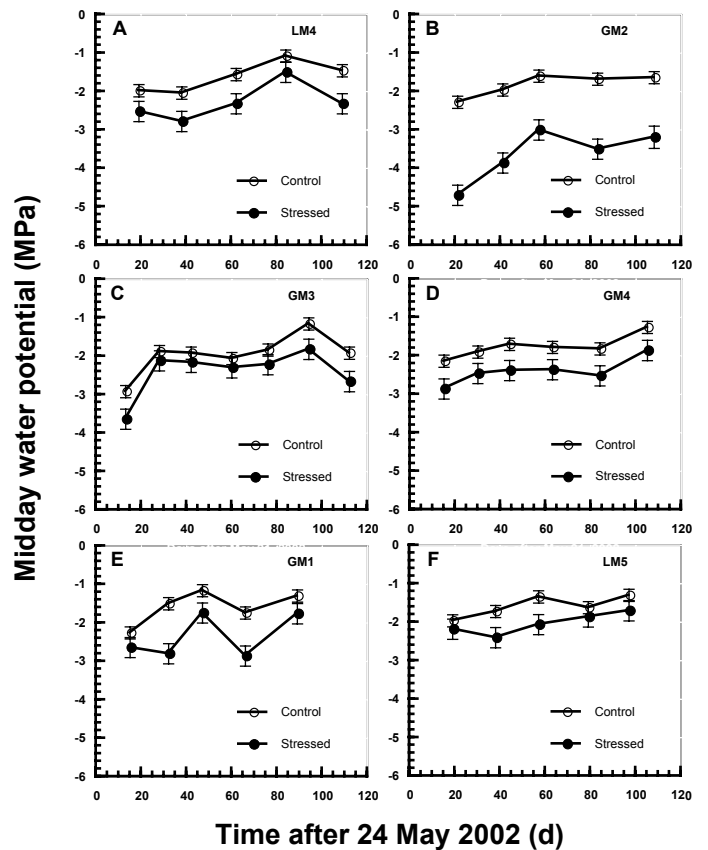 Midday water potential (MPa)
A
LM4
0
-1
-2
-3
-4
-5
-6
Control
Stressed
0 20 40 60 80 100 120
B
GM2
0
-1
-2
-3
-4
-5
-6
Control
Stressed
0 20 40 60 80 100 120
C
GM3
0
-1
-2
-3
-4
-5
-6
Control
Stressed
0 20 40 60 80 100 120
D
GM4
0
-1
-2
-3
-4
-5
-6
Control
Stressed
0 20 40 60 80 100 120
E
GM1
0
-1
-2
-3
-4
-5
-6
Control
Stressed
0 20 40 60 80 100 120
F
LM5
0
-1
-2
-3
-4
-5
-6
Control
Stressed
0 20 40 60 80 100 120
Time after 24 May 2002 (d)